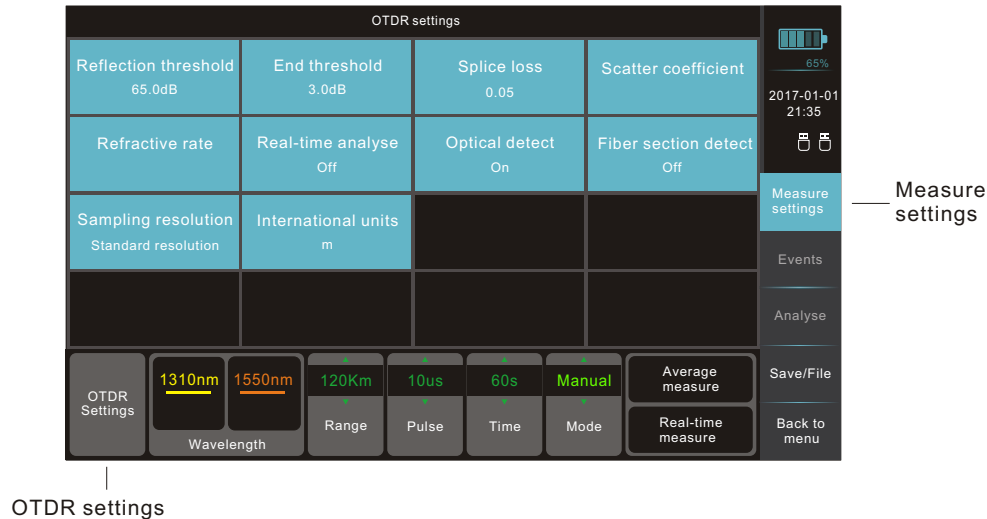 OTDR settings
65%
Reflection threshold
65.0dB
End threshold
3.0dB
Splice loss
0.05
Scatter coefficient
2017-01-01
21:35
Refractive rate
Real-time analyse
Off
Optical detect
On
Fiber section detect
Off
Measure
settings
Measure
settings
Sampling resolution
Standard resolution
International units
m
Events
Analyse
OTDR
Settings
1310nm
1550nm
Wavelength
120Km
Range
10us
Pulse
60s
Time
Manual
Mode
Average
measure
Real-time
measure
Save/File
Back to
menu
OTDR settings